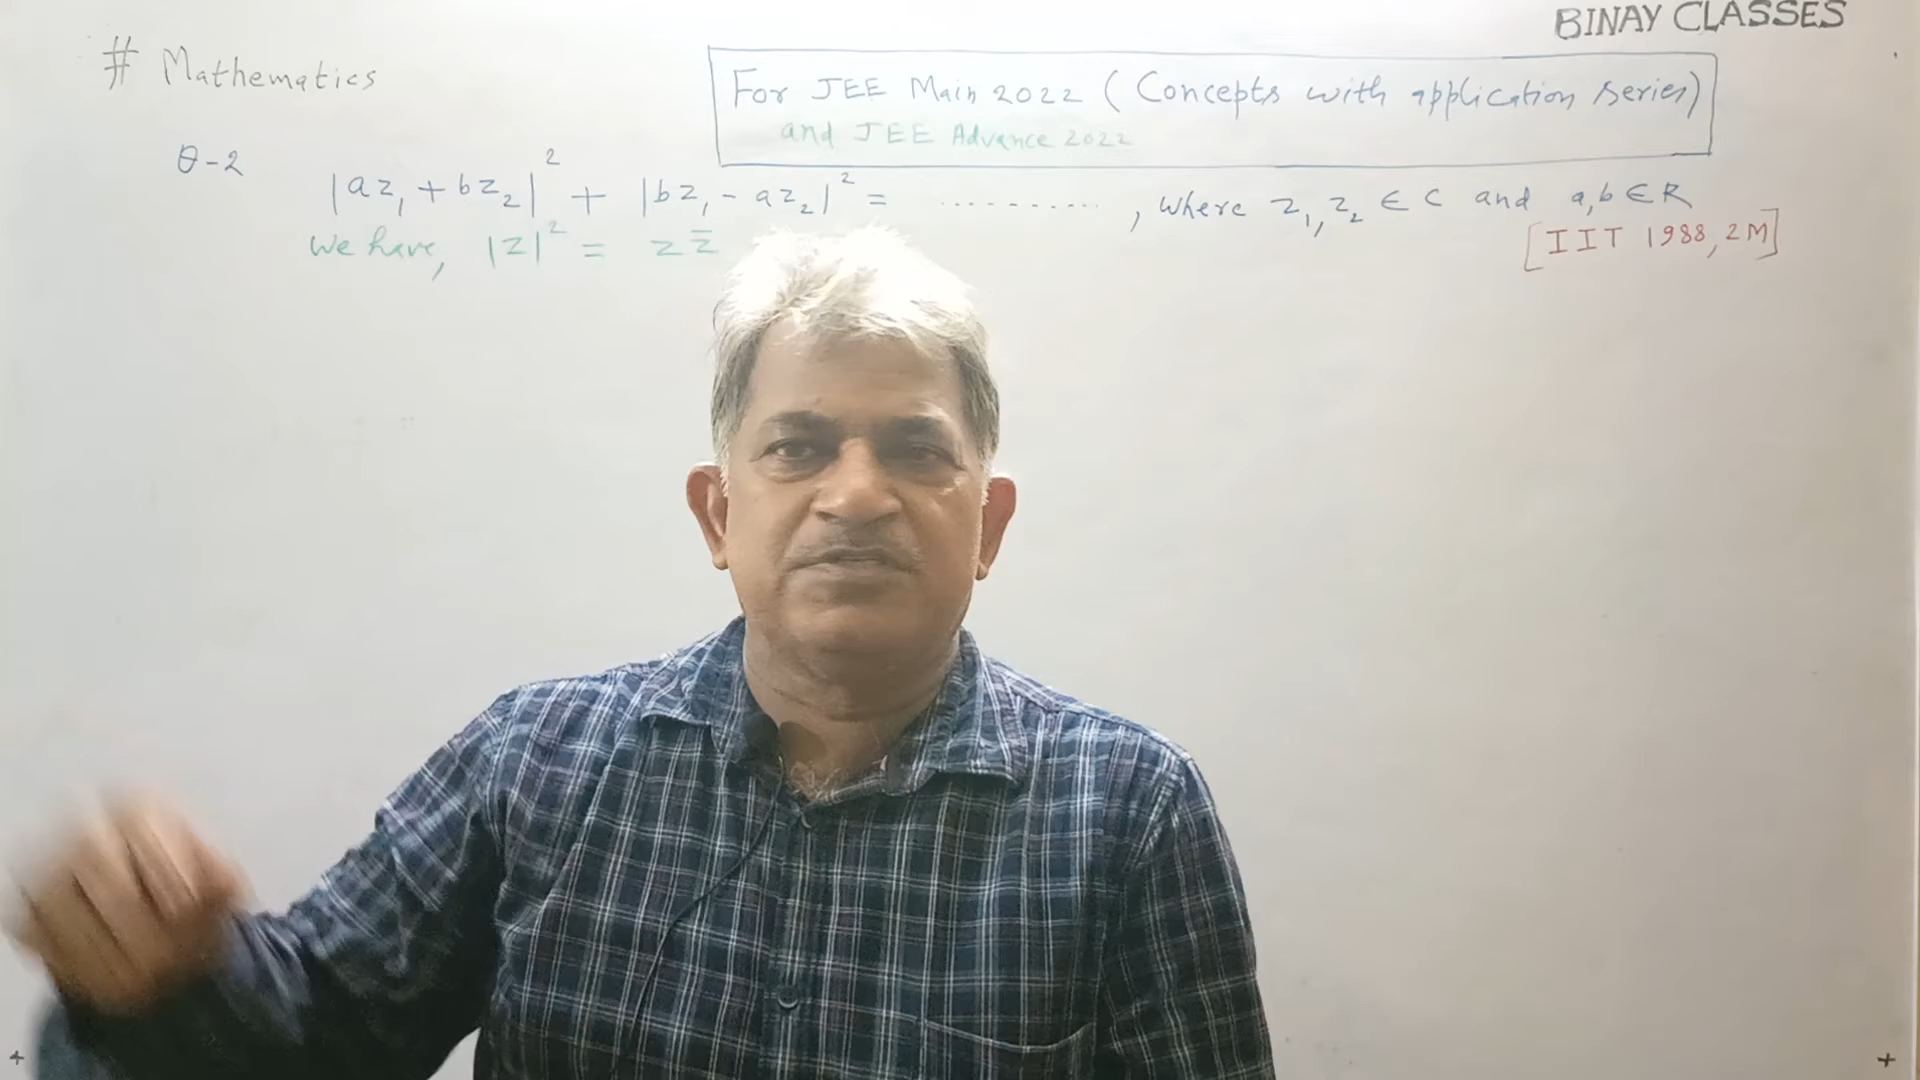 BINAY CLASSES
# Mathematics
For JEE Main 2022 (Concepts with application series)
and JEE Advance 2022
Q-2
|az₁ + bz₂|² + |bz₁ - az₂|² = .........., where z₁, z₂ ∈ C and a,b ∈ R
We have, |z|² = z z̄
[IIT 1988, 2M]